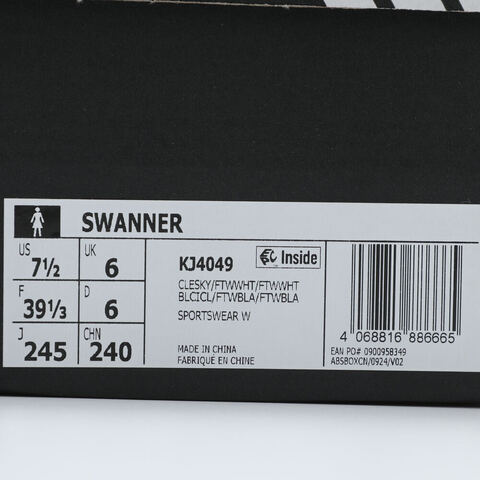 SWANNER
US 7½ UK 6
F 39⅓ D 6
J 245 CHN 240
KJ4049 Inside
CLESKY/FTWWHT/FTWWHT
BLCICL/FTWBLA/FTWBLA
SPORTSWEAR W
MADE IN CHINA
FABRIQUE EN CHINE
4 068816 886665
EAN PO# 0900958349
ABSBOXCN/0924/V02